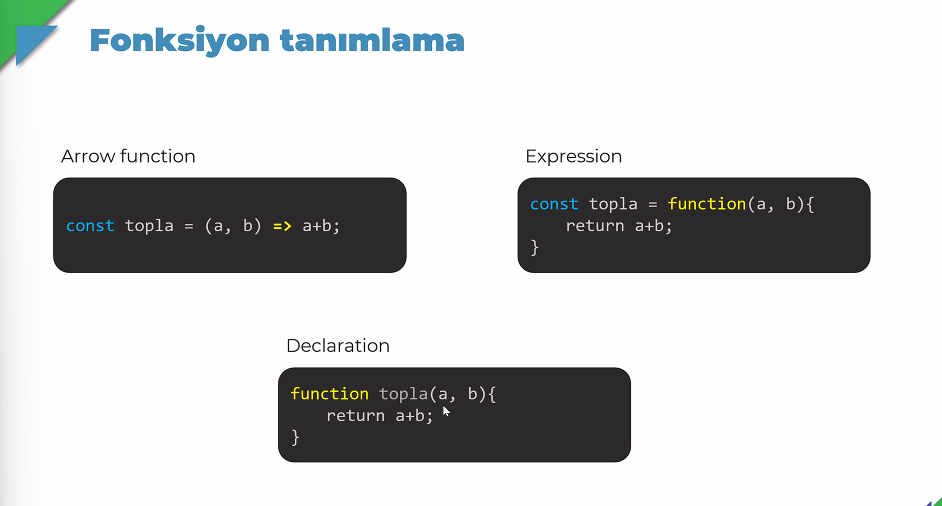 Fonksiyon tanımlama
Arrow function
const topla = (a, b) => a+b;
Expression
const topla = function(a, b){
    return a+b;
}
Declaration
function topla(a, b){
    return a+b;
}